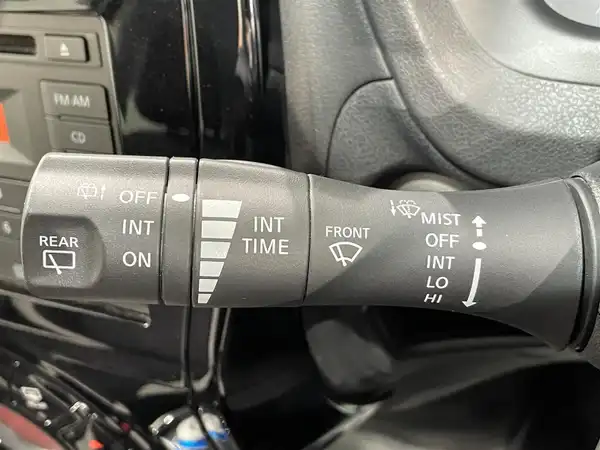 FM AM
CD
OFF
INT
ON
REAR
INT
TIME
FRONT
MIST
OFF
INT
LO
HI